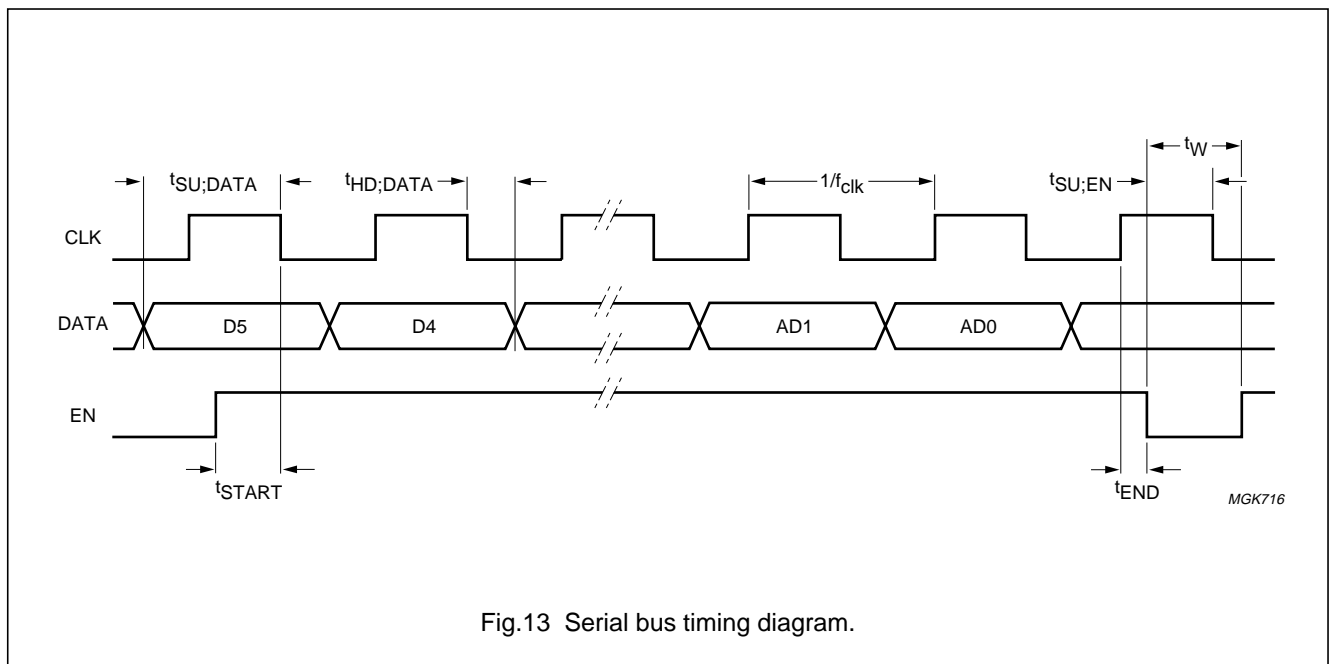 tW
tSU;DATA tHD;DATA 1/fclk tSU;EN
CLK
DATA D5 D4 AD1 AD0
EN
tSTART tEND
MGK716
Fig.13 Serial bus timing diagram.